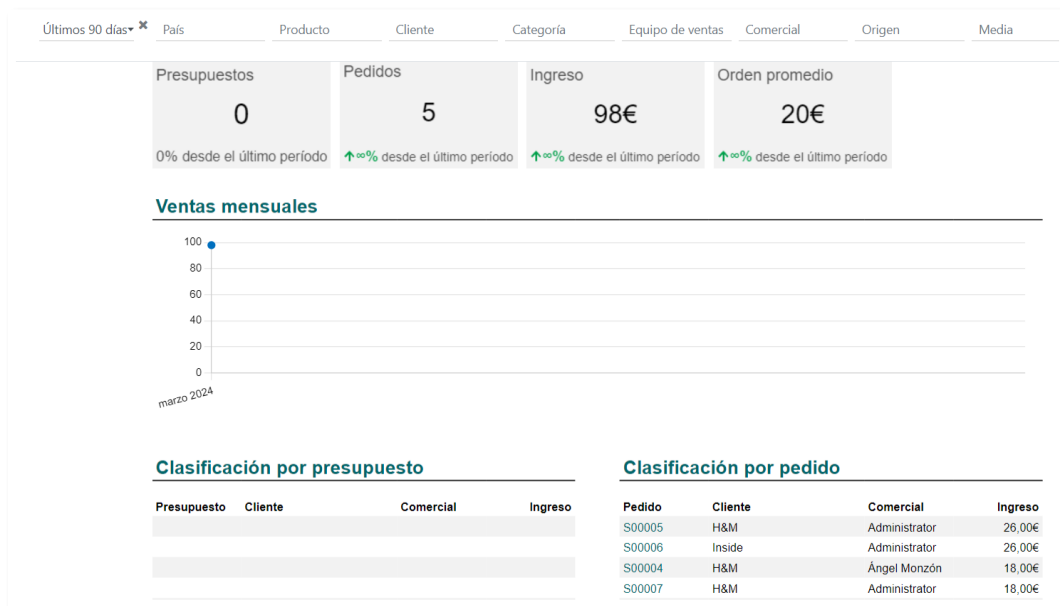 Últimos 90 días País Producto Cliente Categoría Equipo de ventas Comercial Origen Media
Presupuestos Pedidos Ingreso Orden promedio
0 5 98€ 20€
0% desde el último período ↑∞% desde el último período ↑∞% desde el último período ↑∞% desde el último período
Ventas mensuales
100
80
60
40
20
0
marzo 2024
Clasificación por presupuesto Clasificación por pedido
Presupuesto Cliente Comercial Ingreso Pedido Cliente Comercial Ingreso
S00005 H&M Administrator 26,00€
S00006 Inside Administrator 26,00€
S00004 H&M Ángel Monzón 18,00€
S00007 H&M Administrator 18,00€